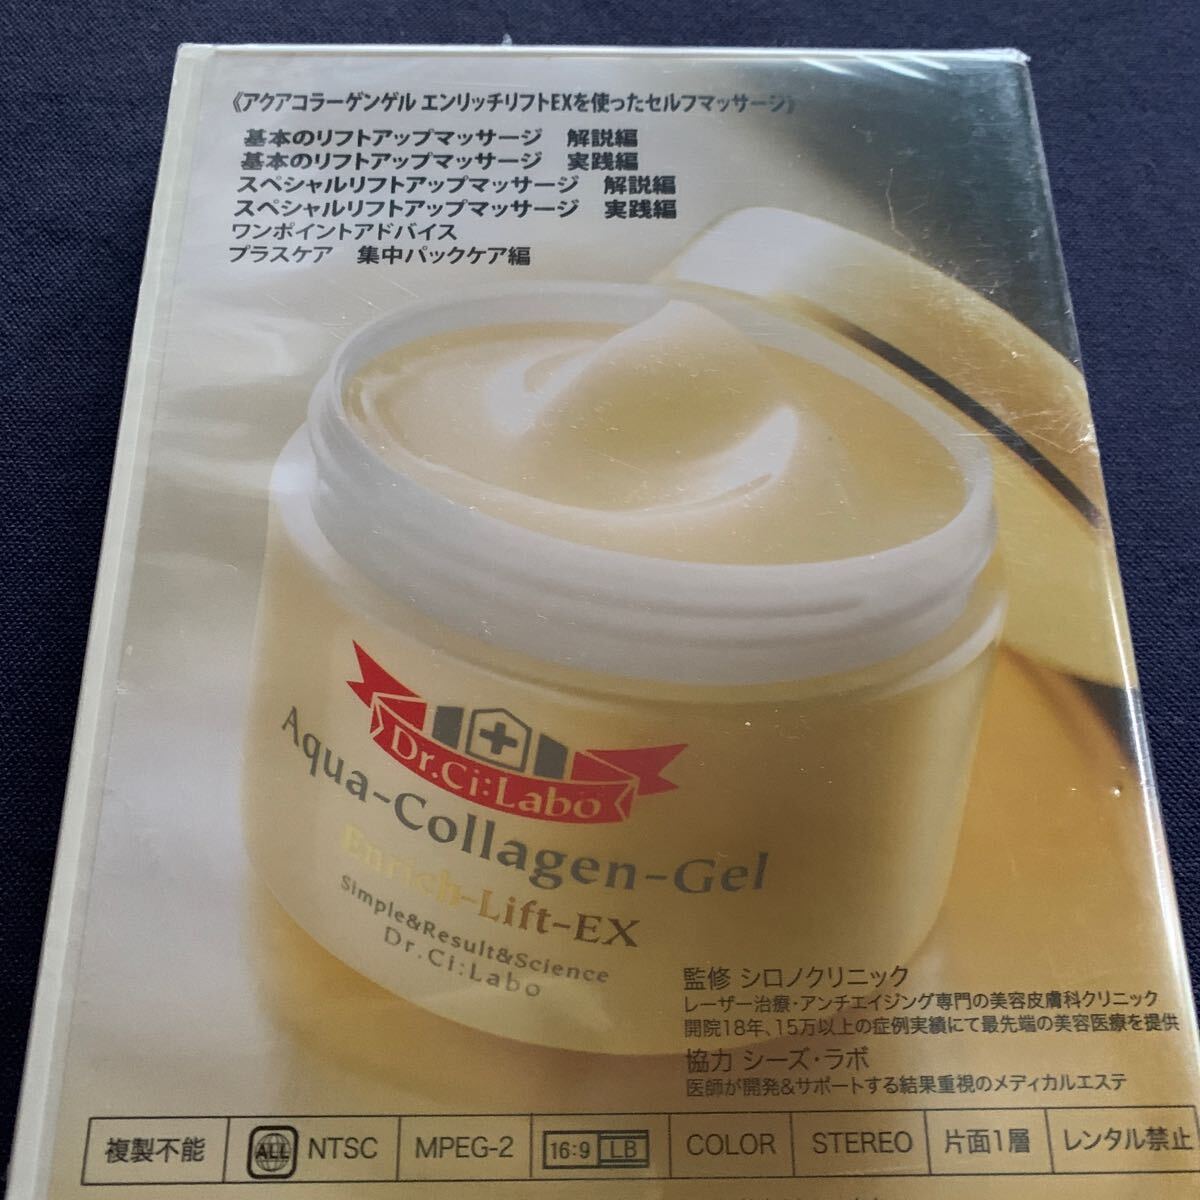 《アクアコラーゲンゲル エンリッチリフトEXを使ったセルフマッサージ》
基本のリフトアップマッサージ 解説編
基本のリフトアップマッサージ 実践編
スペシャルリフトアップマッサージ 解説編
スペシャルリフトアップマッサージ 実践編
ワンポイントアドバイス
プラスケア 集中パックケア編
Dr.Ci:Labo
Aqua-Collagen-Gel
Enrich-Lift-EX
Simple&Result&Science
Dr.Ci:Labo
監修 シロノクリニック
レーザー治療・アンチエイジング専門の美容皮膚科クリニック
開院18年、15万以上の症例実績にて最先端の美容医療を提供
協力 シーズ・ラボ
医師が開発&サポートする結果重視のメディカルエステ
複製不能 ALL NTSC MPEG-2 16:9 LB COLOR STEREO 片面1層 レンタル禁止